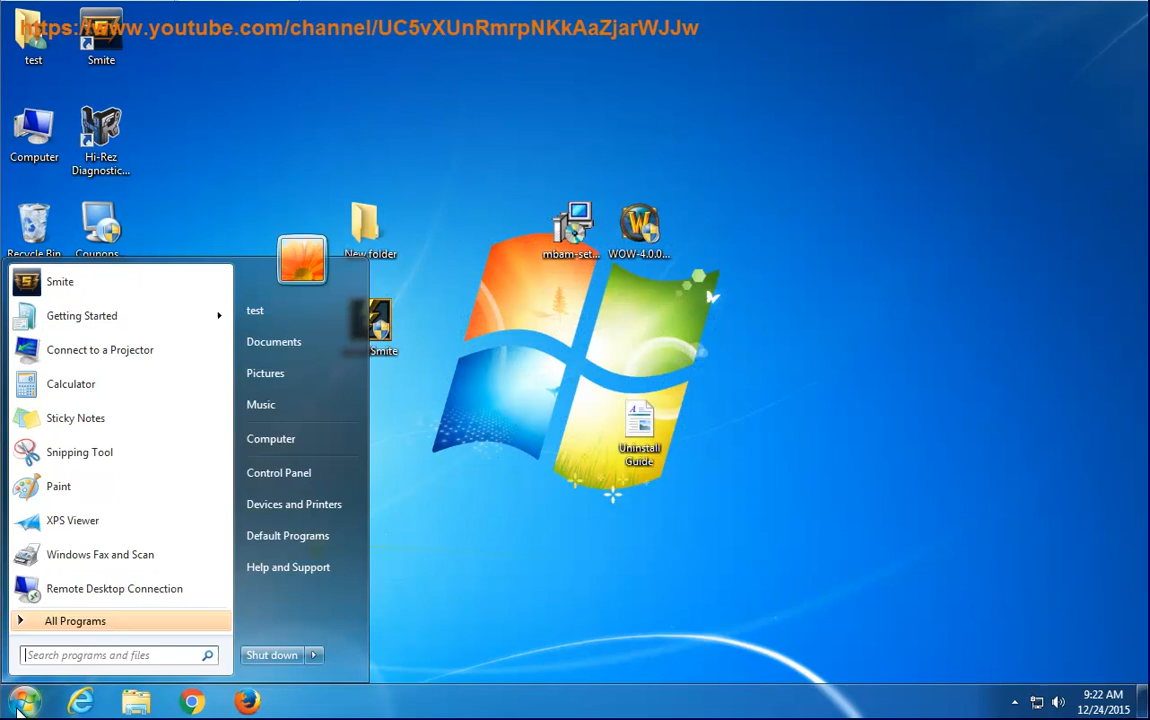 https://www.youtube.com/channel/UC5vXUnRmrpNKkAaZjarWJJw
test
Smite
Computer
Hi-Rez
Diagnostic...
Recycle Bin
Coupons
New folder
mbam-set...
WOW-4.0.0...
Smite
Uninstall
Guide
Smite
Getting Started
Connect to a Projector
Calculator
Sticky Notes
Snipping Tool
Paint
XPS Viewer
Windows Fax and Scan
Remote Desktop Connection
All Programs
Search programs and files
test
Documents
Pictures
Music
Computer
Control Panel
Devices and Printers
Default Programs
Help and Support
Shut down
9:22 AM
12/24/2015